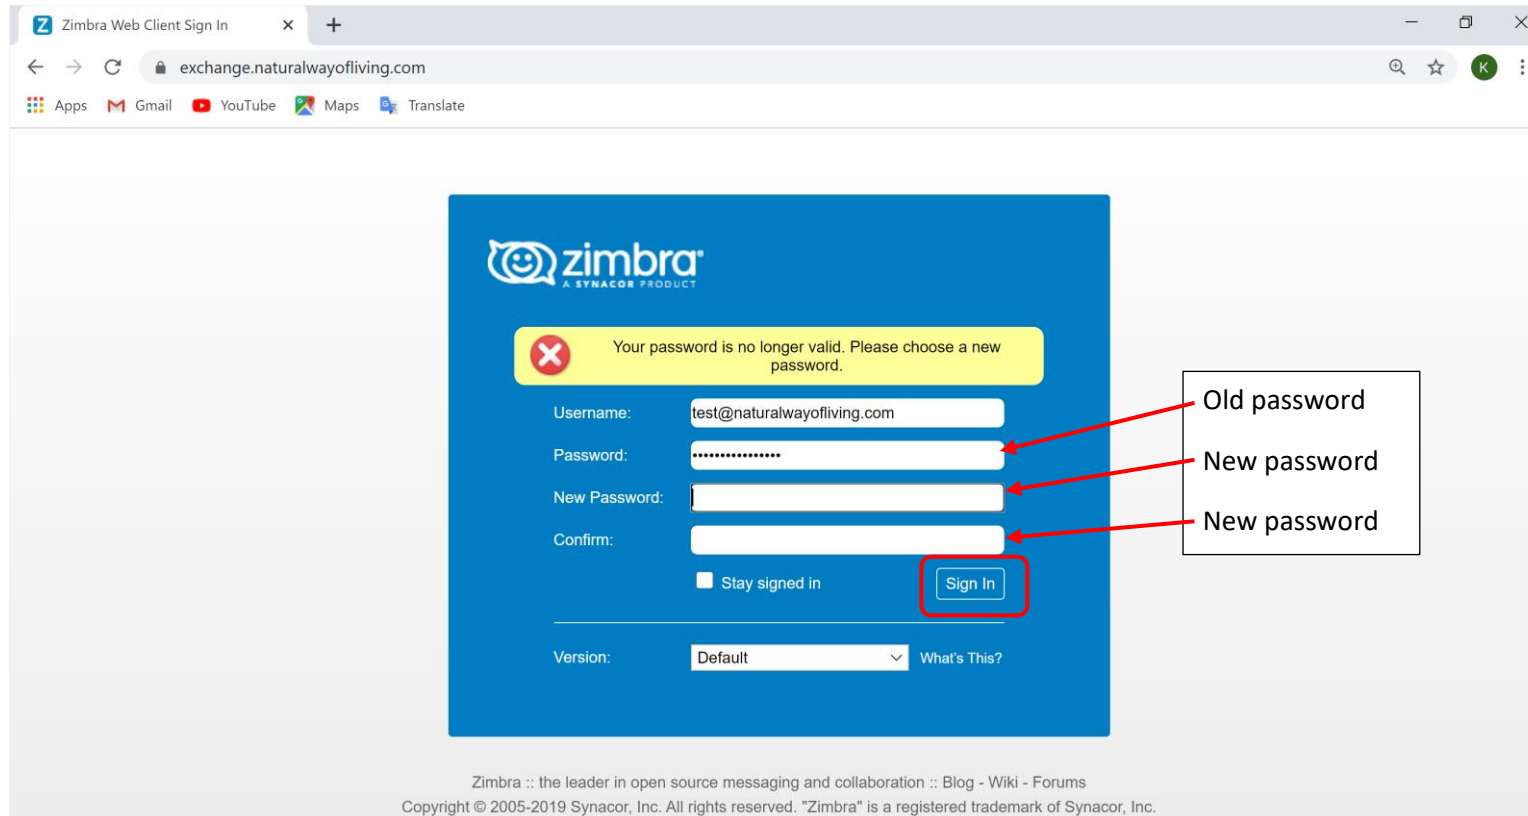 Zimbra Web Client Sign In
exchange.naturalwayofliving.com
K
Apps Gmail YouTube Maps Translate
zimbra®
A SYNACOR PRODUCT
Your password is no longer valid. Please choose a new
password.
Username: test@naturalwayofliving.com
Password: ••••••••••••••••
New Password:
Confirm:
Stay signed in Sign In
Version: Default What's This?
Old password
New password
New password
Zimbra :: the leader in open source messaging and collaboration :: Blog - Wiki - Forums
Copyright © 2005-2019 Synacor, Inc. All rights reserved. "Zimbra" is a registered trademark of Synacor, Inc.